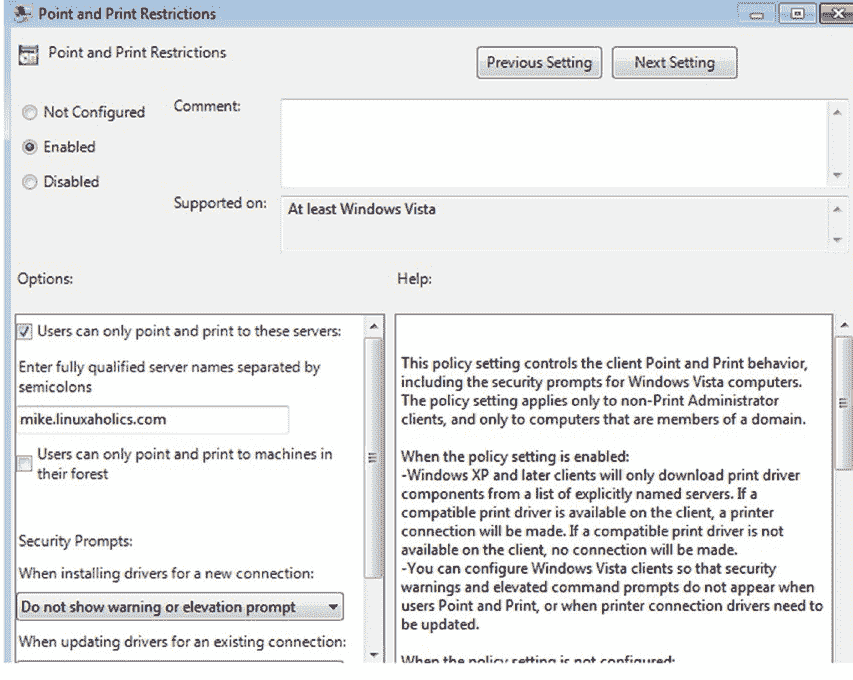 Point and Print Restrictions
Point and Print Restrictions
Previous Setting
Next Setting
Not Configured
Comment:
Enabled
Disabled
Supported on:
At least Windows Vista
Options:
Help:
Users can only point and print to these servers:
Enter fully qualified server names separated by
semicolons
mike.linuxaholics.com
Users can only point and print to machines in
their forest
Security Prompts:
When installing drivers for a new connection:
Do not show warning or elevation prompt
When updating drivers for an existing connection:
This policy setting controls the client Point and Print behavior,
including the security prompts for Windows Vista computers.
The policy setting applies only to non-Print Administrator
clients, and only to computers that are members of a domain.
When the policy setting is enabled:
-Windows XP and later clients will only download print driver
components from a list of explicitly named servers. If a
compatible print driver is available on the client, a printer
connection will be made. If a compatible print driver is not
available on the client, no connection will be made.
-You can configure Windows Vista clients so that security
warnings and elevated command prompts do not appear when
users Point and Print, or when printer connection drivers need to
be updated.
When the policy setting is not configured: